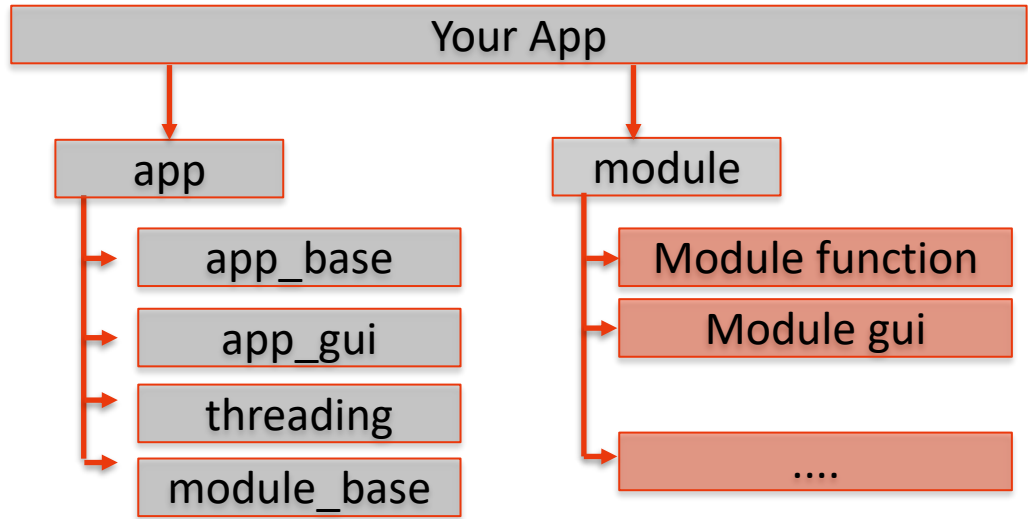 Your App
app
module
app_base
app_gui
threading
module_base
Module function
Module gui
....